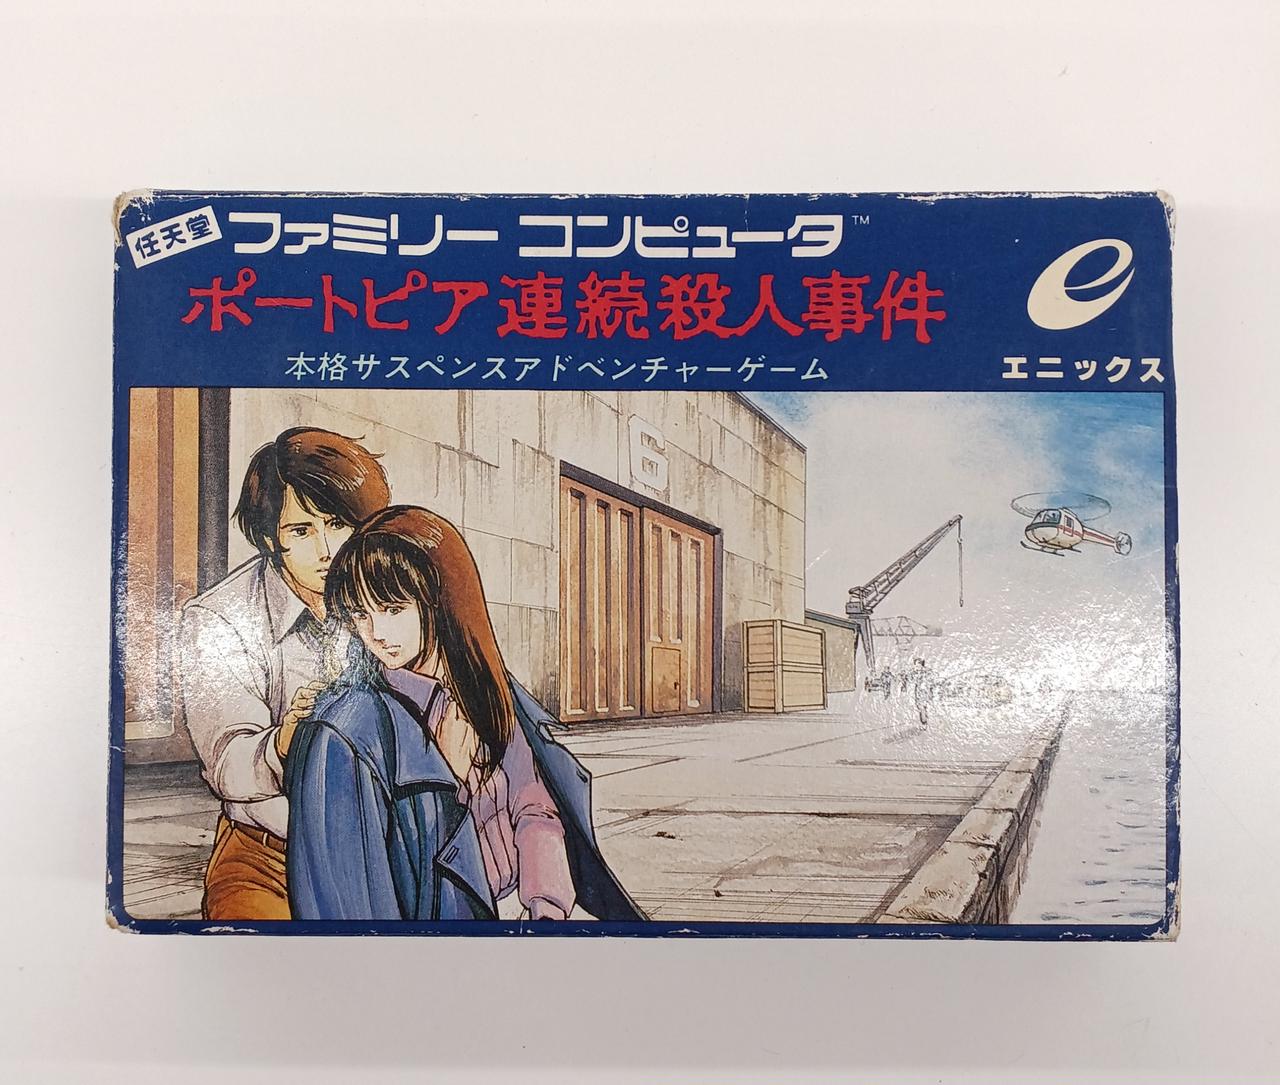 任天堂 ファミリー コンピュータ™
ポートピア連続殺人事件
本格サスペンスアドベンチャーゲーム
e
エニックス
6